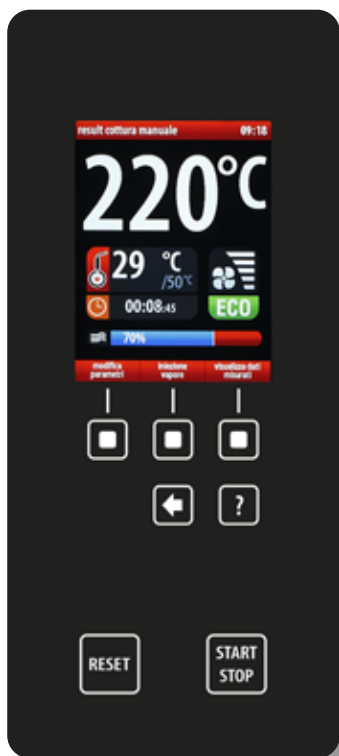 result cottura manuale 09:18
220°C
29 °C
/50°C
00:08:45
ECO
70%
modifica iniezione visualizza dati
parametri vapore misurati
?
RESET START
STOP